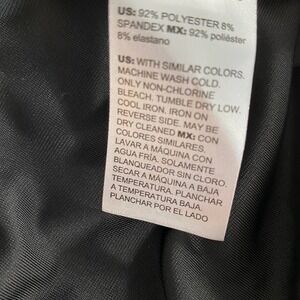 US: 92% POLYESTER 8%
SPANDEX MX: 92% poliéster
8% elastano
US: WITH SIMILAR COLORS.
MACHINE WASH COLD.
ONLY NON-CHLORINE
BLEACH. TUMBLE DRY LOW.
COOL IRON. IRON ON
REVERSE SIDE. MAY BE
DRY CLEANED MX: CON
COLORES SIMILARES.
LAVAR A MÁQUINA CON
AGUA FRÍA. SOLAMENTE
BLANQUEADOR SIN CLORO.
SECAR A MÁQUINA A BAJA
TEMPERATURA. PLANCHAR
A TEMPERATURA BAJA.
PLANCHAR POR EL LADO